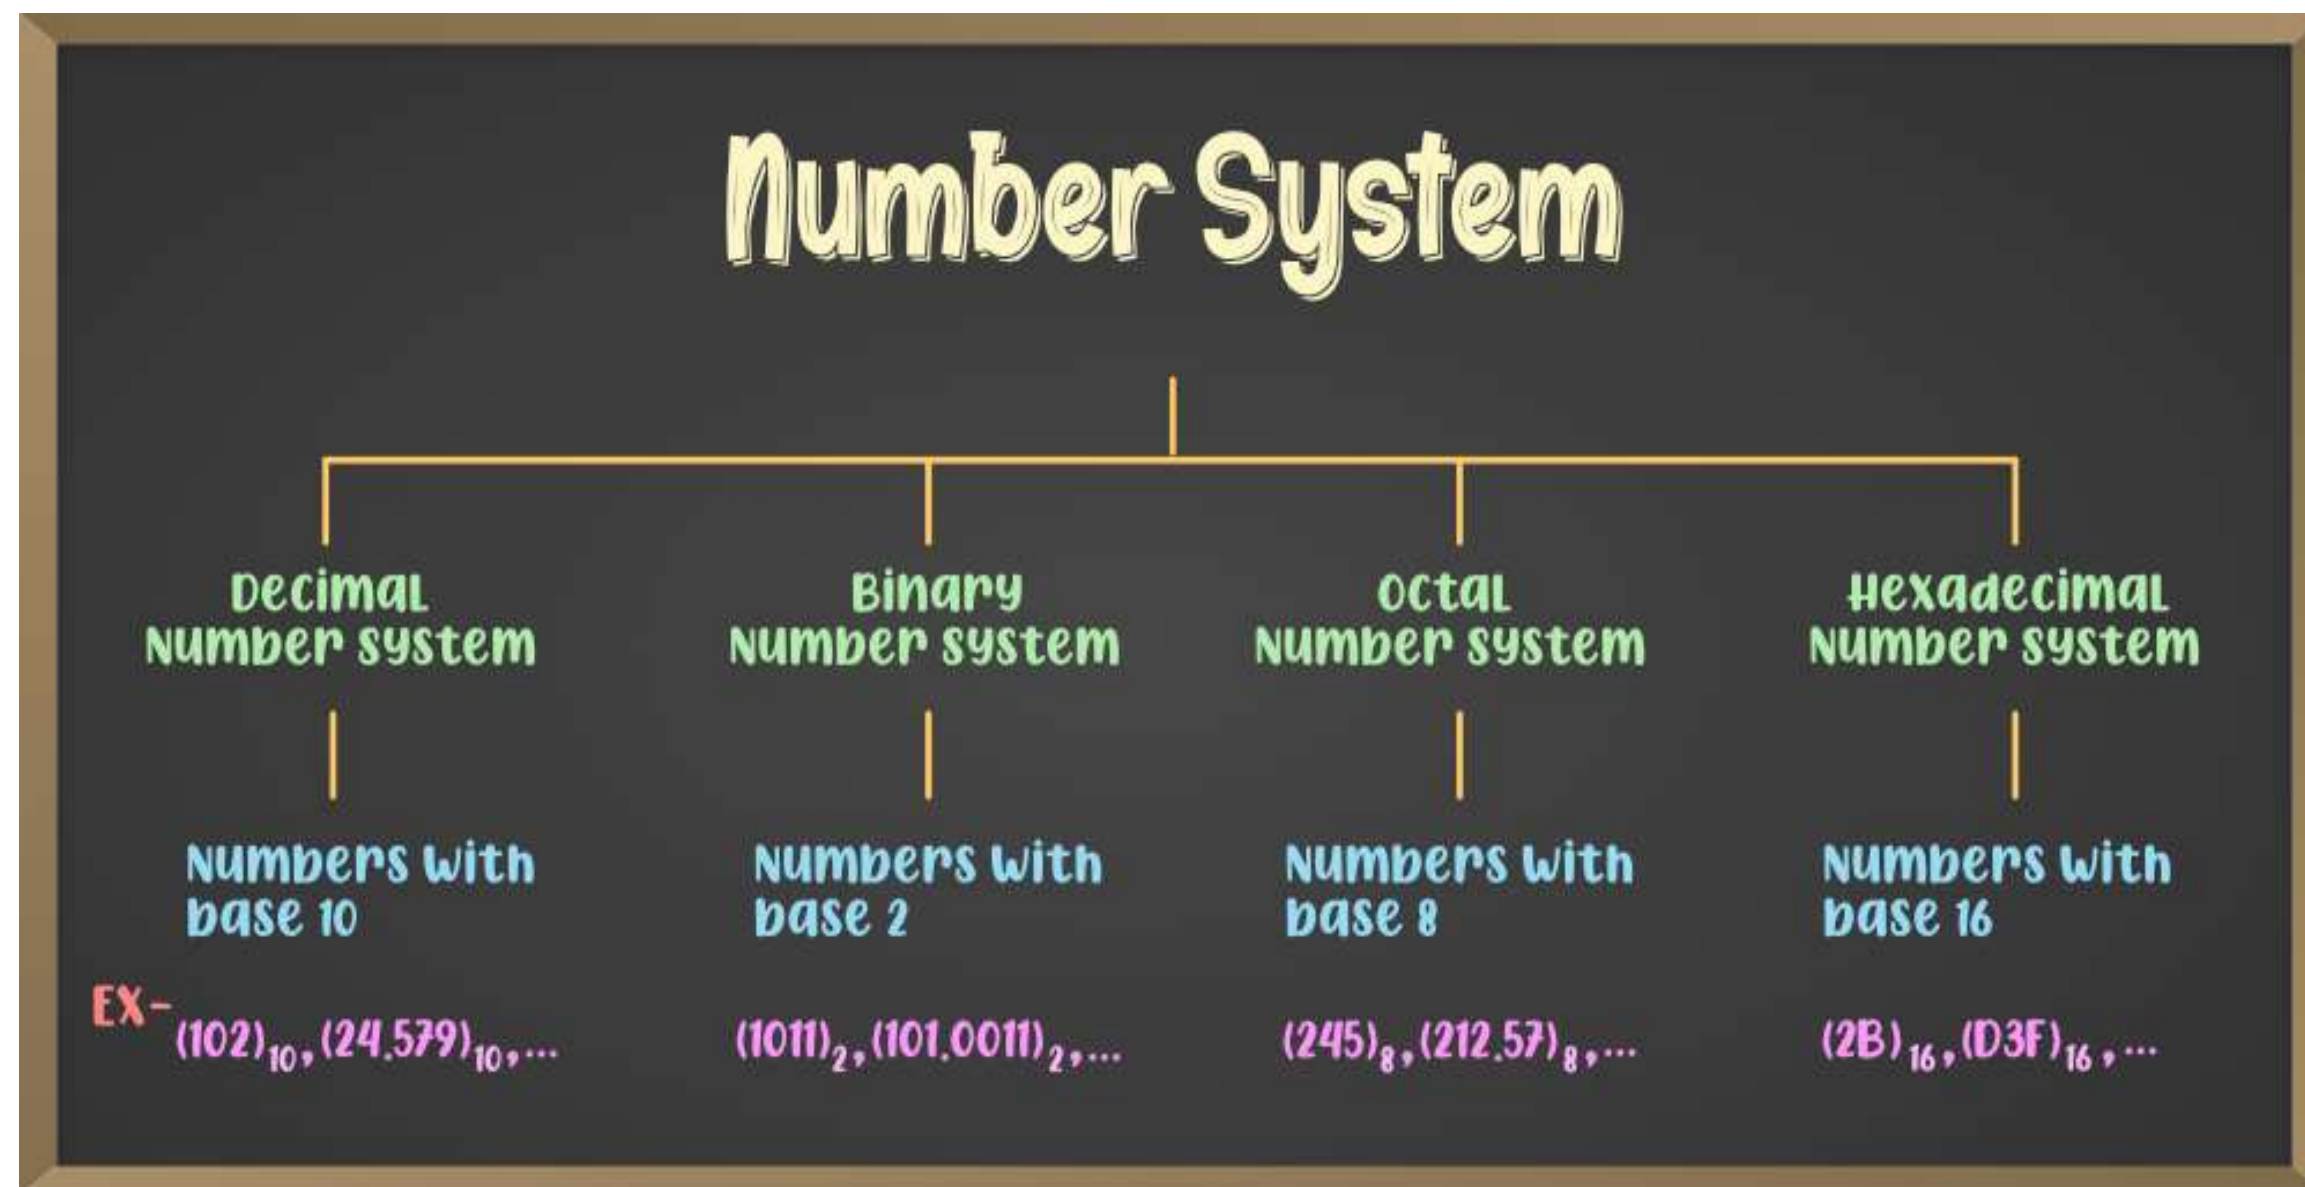 Number System
Decimal
Number system
Binary
Number system
Octal
Number system
Hexadecimal
Number system
Numbers with
base 10
Numbers with
base 2
Numbers with
base 8
Numbers with
base 16
EX-
(102)₁₀, (24.579)₁₀,...
(1011)₂, (101.0011)₂,...
(245)₈, (212.57)₈,...
(2B)₁₆, (D3F)₁₆,...